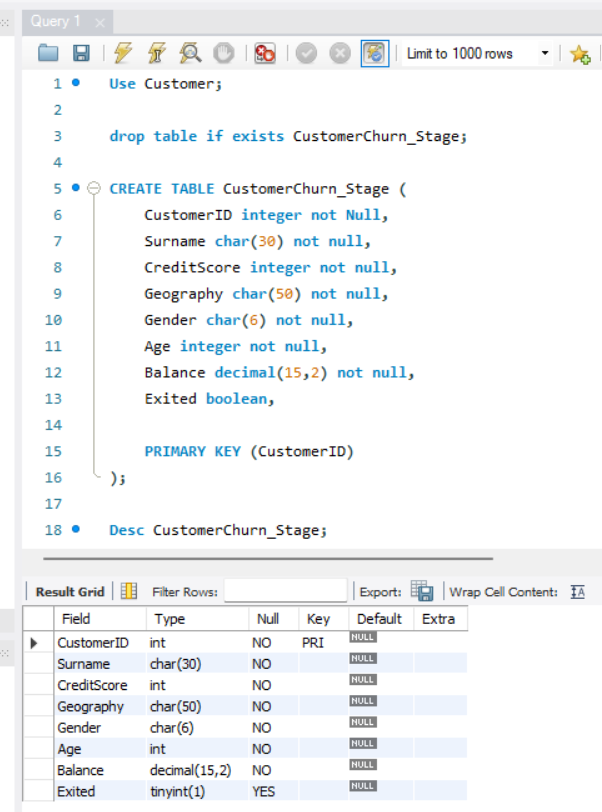 Query 1
Limit to 1000 rows
1 Use Customer;
2
3 drop table if exists CustomerChurn_Stage;
4
5 CREATE TABLE CustomerChurn_Stage (
6 CustomerID integer not Null,
7 Surname char(30) not null,
8 CreditScore integer not null,
9 Geography char(50) not null,
10 Gender char(6) not null,
11 Age integer not null,
12 Balance decimal(15,2) not null,
13 Exited boolean,
14
15 PRIMARY KEY (CustomerID)
16 );
17
18 Desc CustomerChurn_Stage;
Result Grid Filter Rows: Export: Wrap Cell Content: IA
Field Type Null Key Default Extra
CustomerID int NO PRI NULL
Surname char(30) NO NULL
CreditScore int NO NULL
Geography char(50) NO NULL
Gender char(6) NO NULL
Age int NO NULL
Balance decimal(15,2) NO NULL
Exited tinyint(1) YES NULL